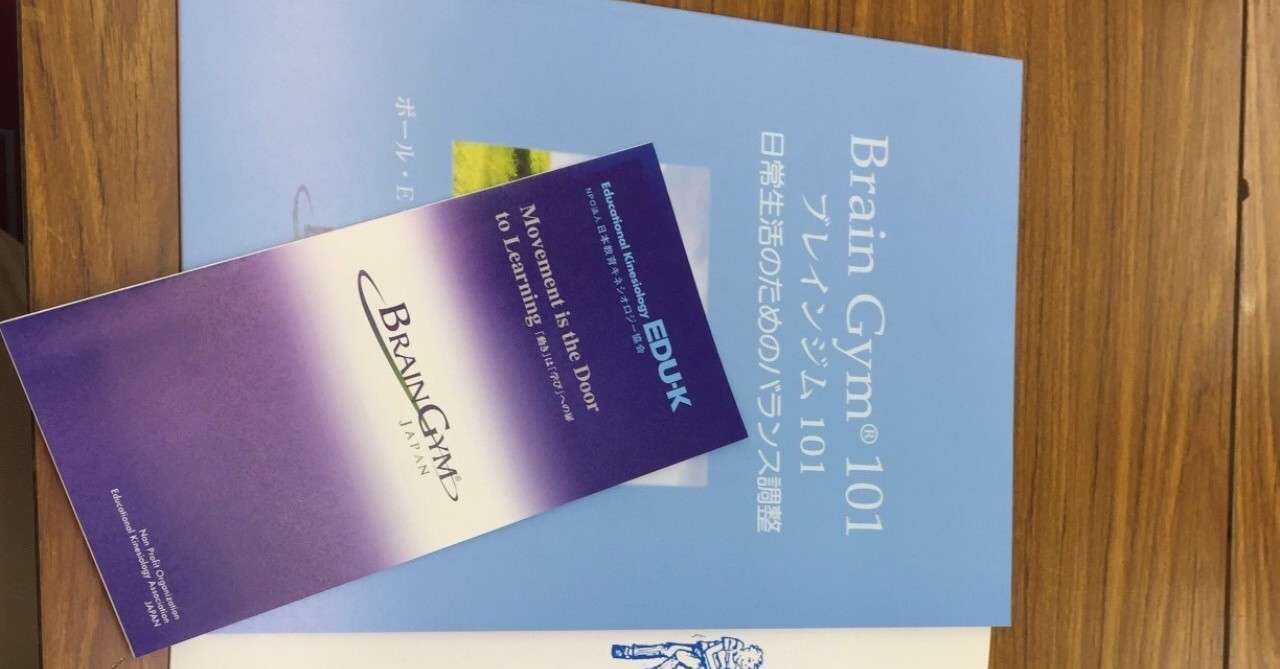 Brain Gym® 101
ブレインジム 101
日常生活のためのバランス調整
ポール・E
Educational Kinesiology EDU-K
NPO法人日本教育キネシオロジー協会
Movement is the Door
to Learning「動き」は「学び」への扉
BRAIN GYM®
JAPAN
Non Profit Organization
Educational Kinesiology Association
JAPAN